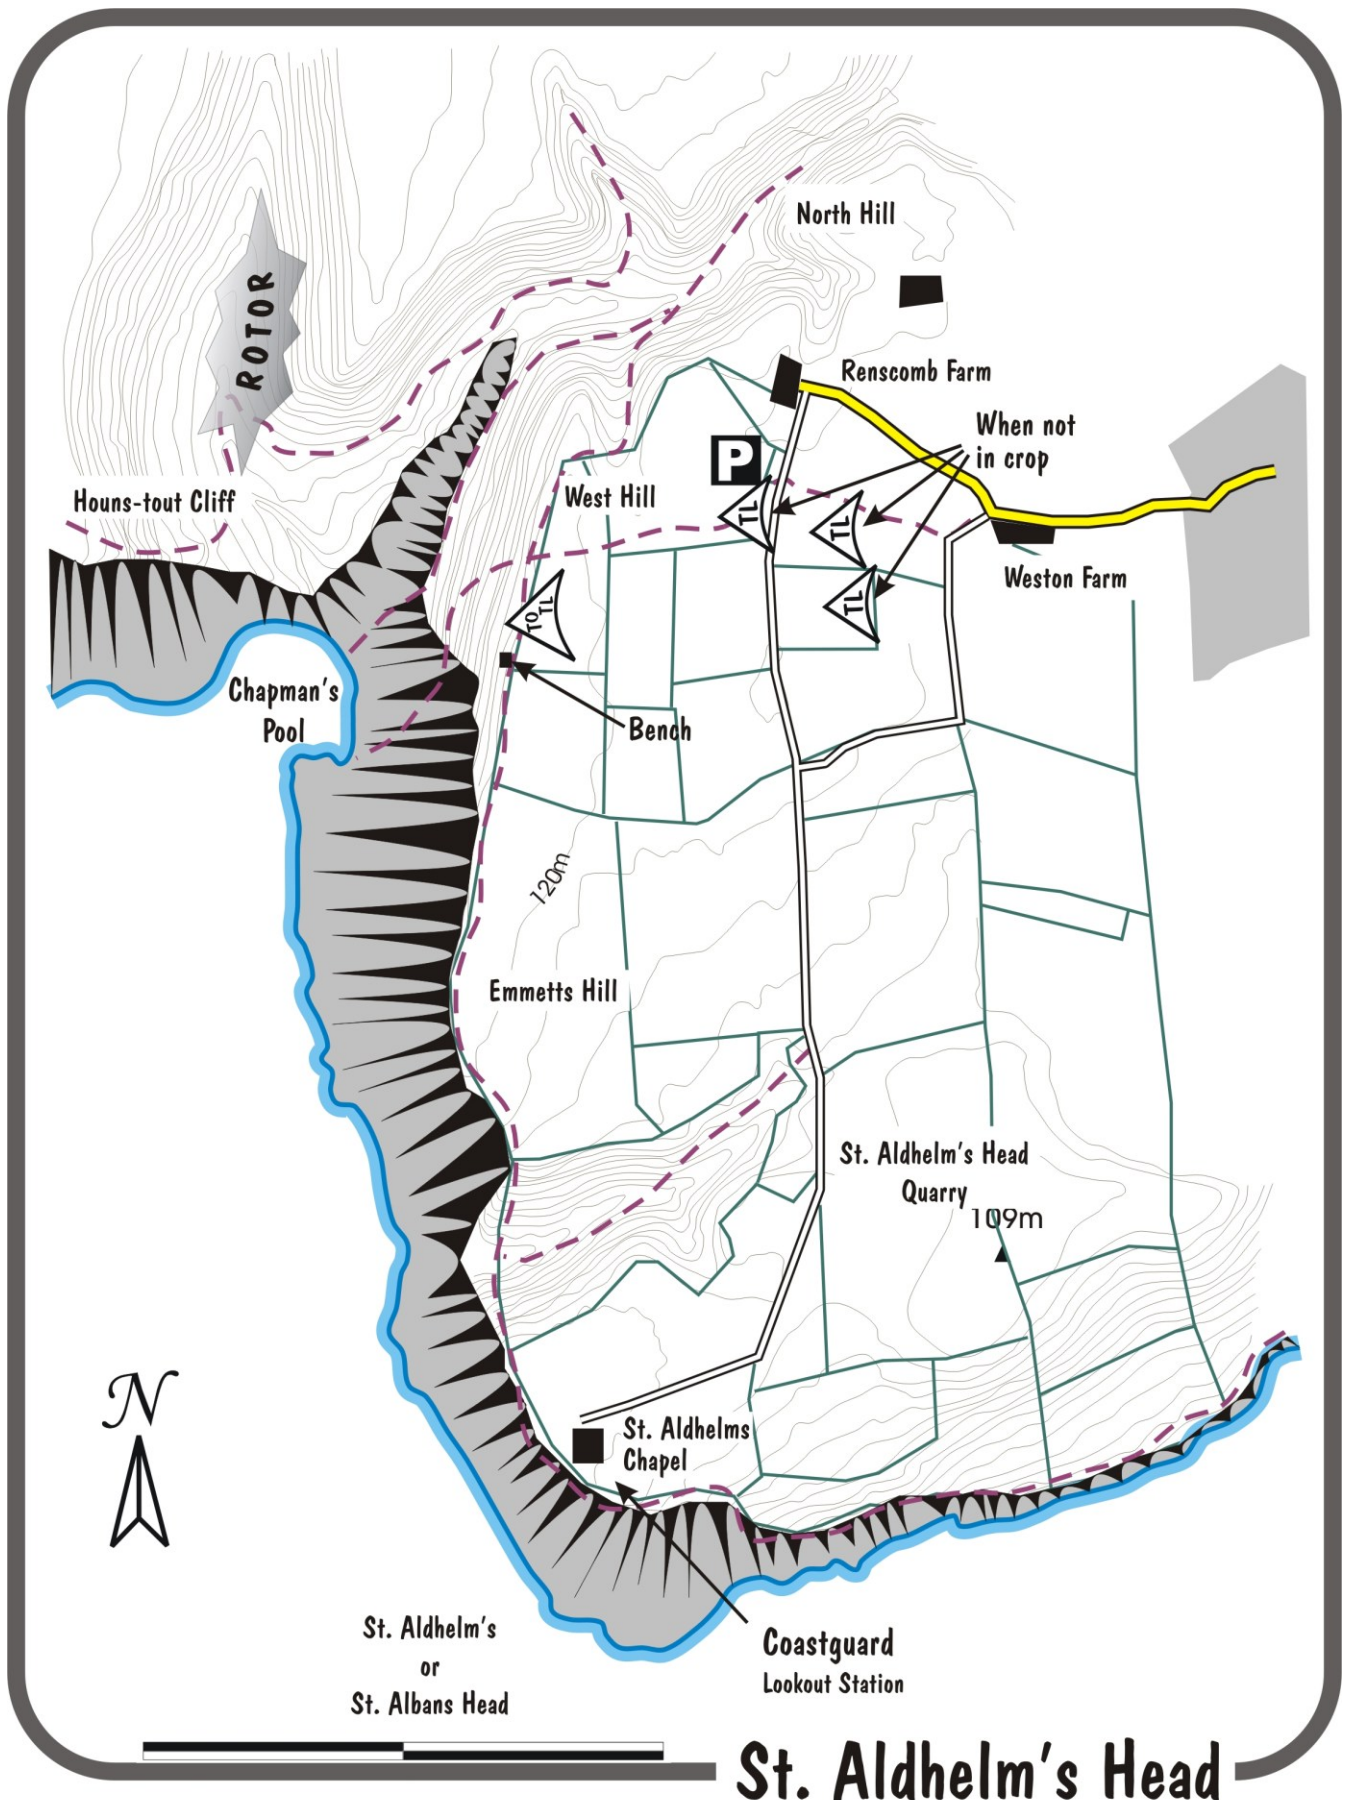 North Hill
ROTOR
Renscomb Farm
When not
in crop
P
West Hill
TL
TL
Houns-tout Cliff
Weston Farm
TO
TL
TL
Chapman's
Pool
Bench
120m
Emmetts Hill
St. Aldhelm's Head
Quarry
109m
N
St. Aldhelms
Chapel
St. Aldhelm's
or
St. Albans Head
Coastguard
Lookout Station
St. Aldhelm's Head